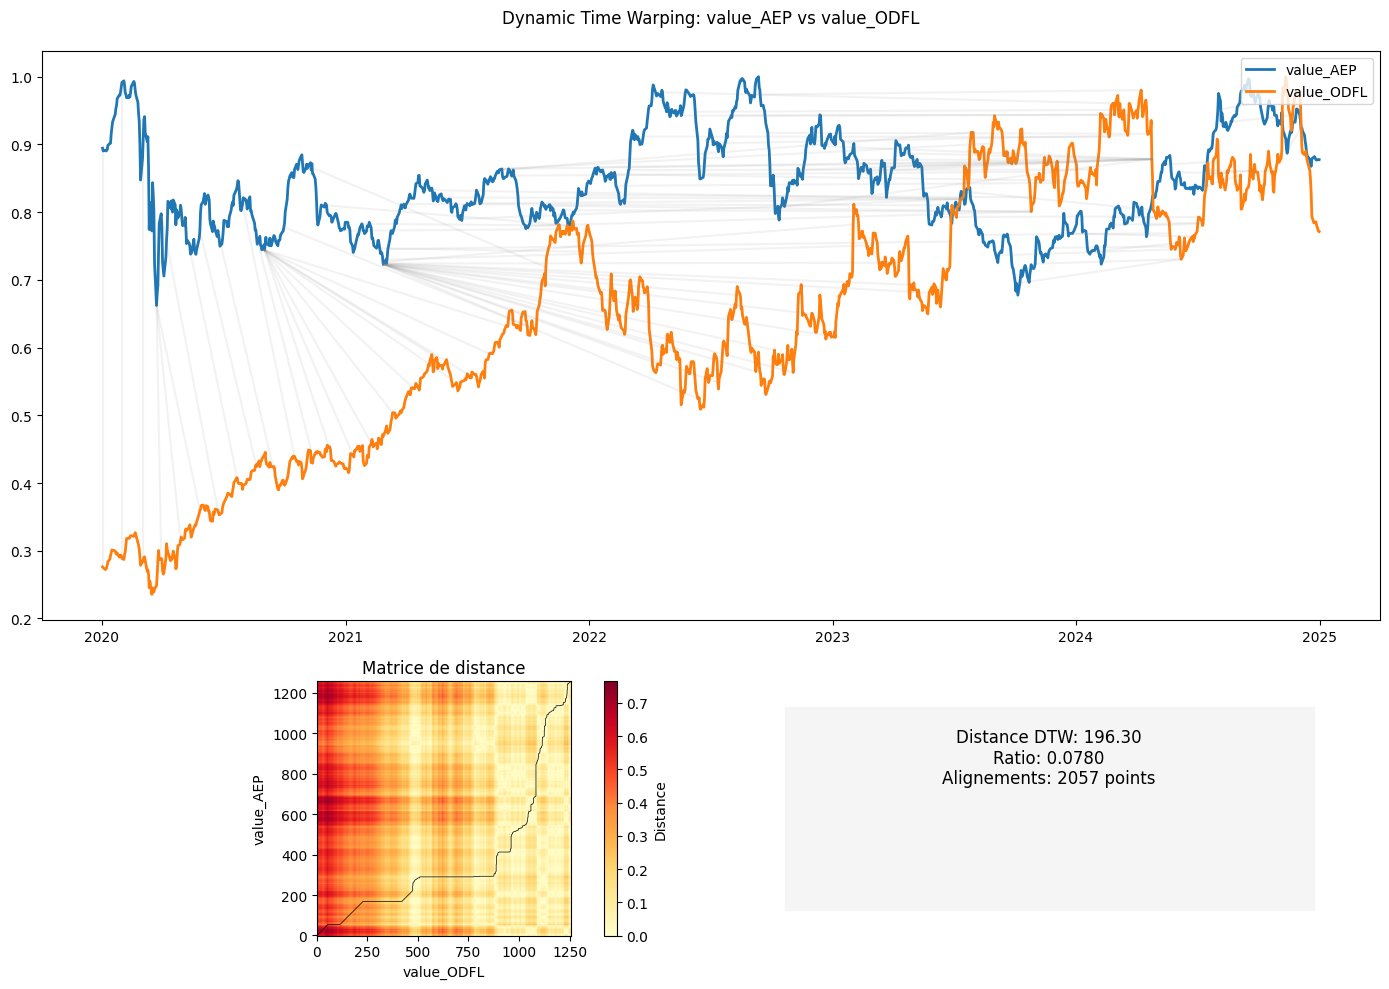 Dynamic Time Warping: value_AEP vs value_ODFL
value_AEP
value_ODFL
1.0
0.9
0.8
0.7
0.6
0.5
0.4
0.3
0.2
2020 2021 2022 2023 2024 2025
Matrice de distance
value_AEP
1200
1000
800
600
400
200
0
0 250 500 750 1000 1250
value_ODFL
0.7
0.6
0.5
0.4
0.3
0.2
0.1
0.0
Distance
Distance DTW: 196.30
Ratio: 0.0780
Alignements: 2057 points